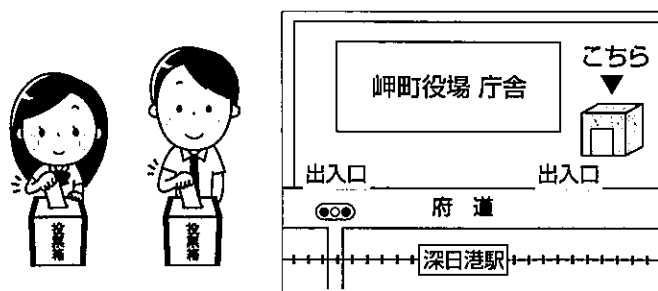 投票箱
投票箱
岬町役場 庁舎
こちら
出入口
出入口
府道
深日港駅